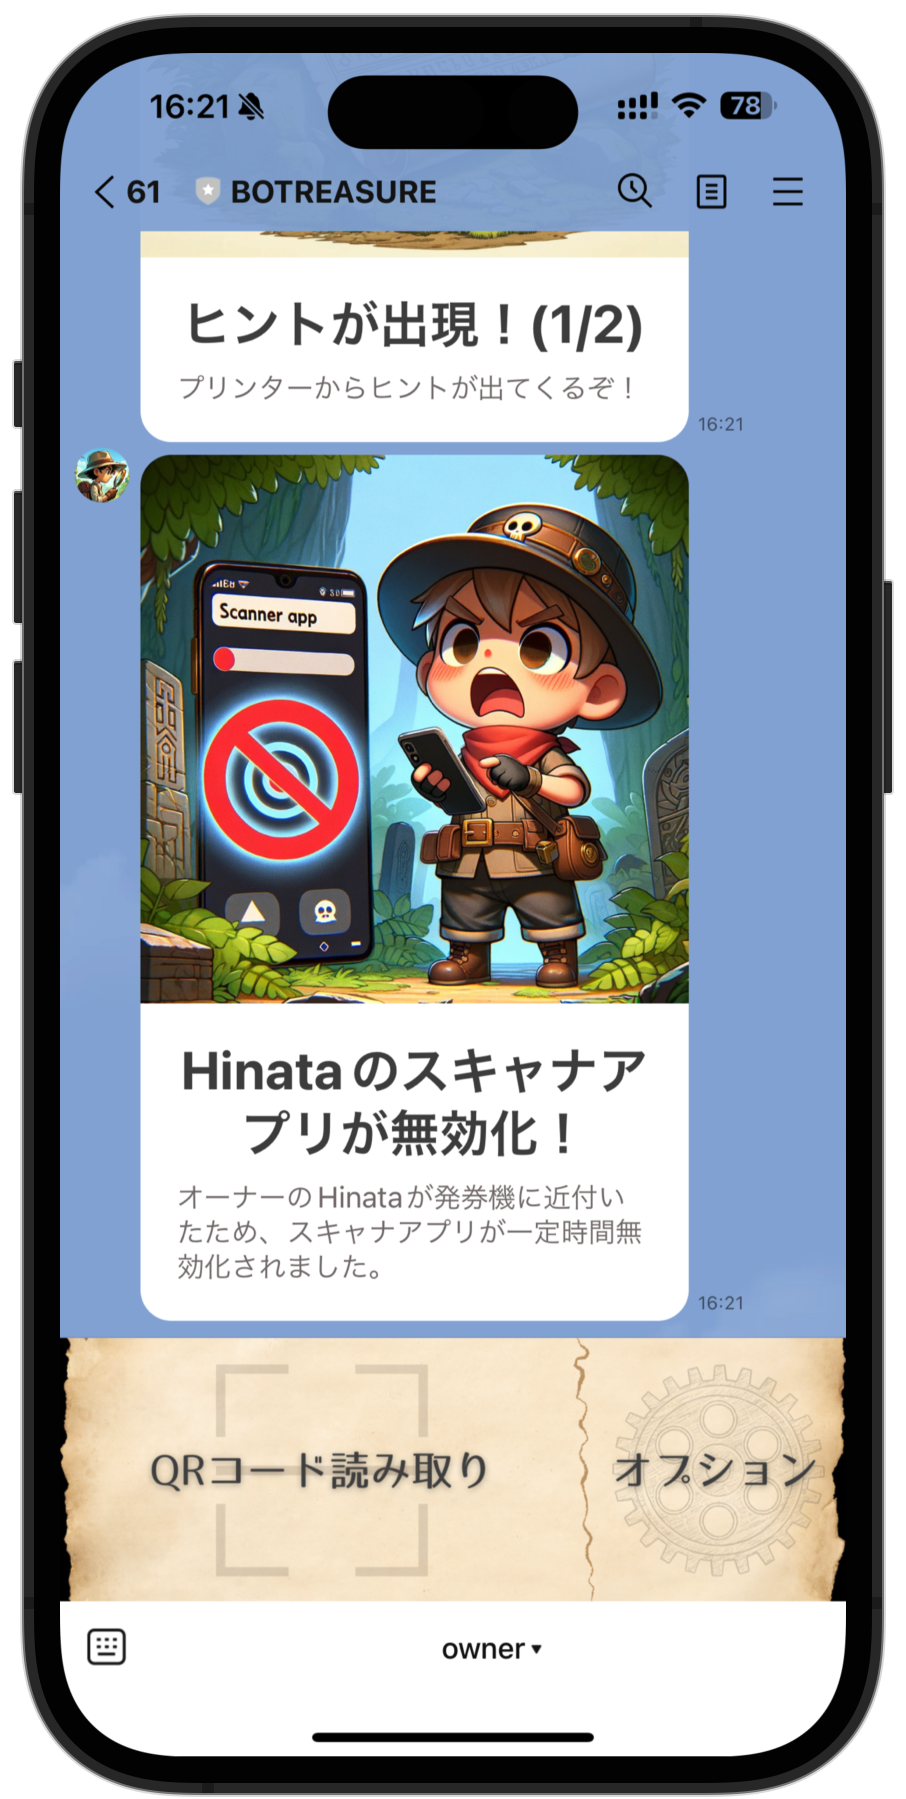 16:21
78
61 BOTREASURE
ヒントが出現！(1/2)
プリンターからヒントが出てくるぞ！
16:21
Scanner app
Hinataのスキャナア
プリが無効化！
オーナーのHinataが発券機に近付い
たため、スキャナアプリが一定時間無
効化されました。
16:21
QRコード読み取り
オプション
owner